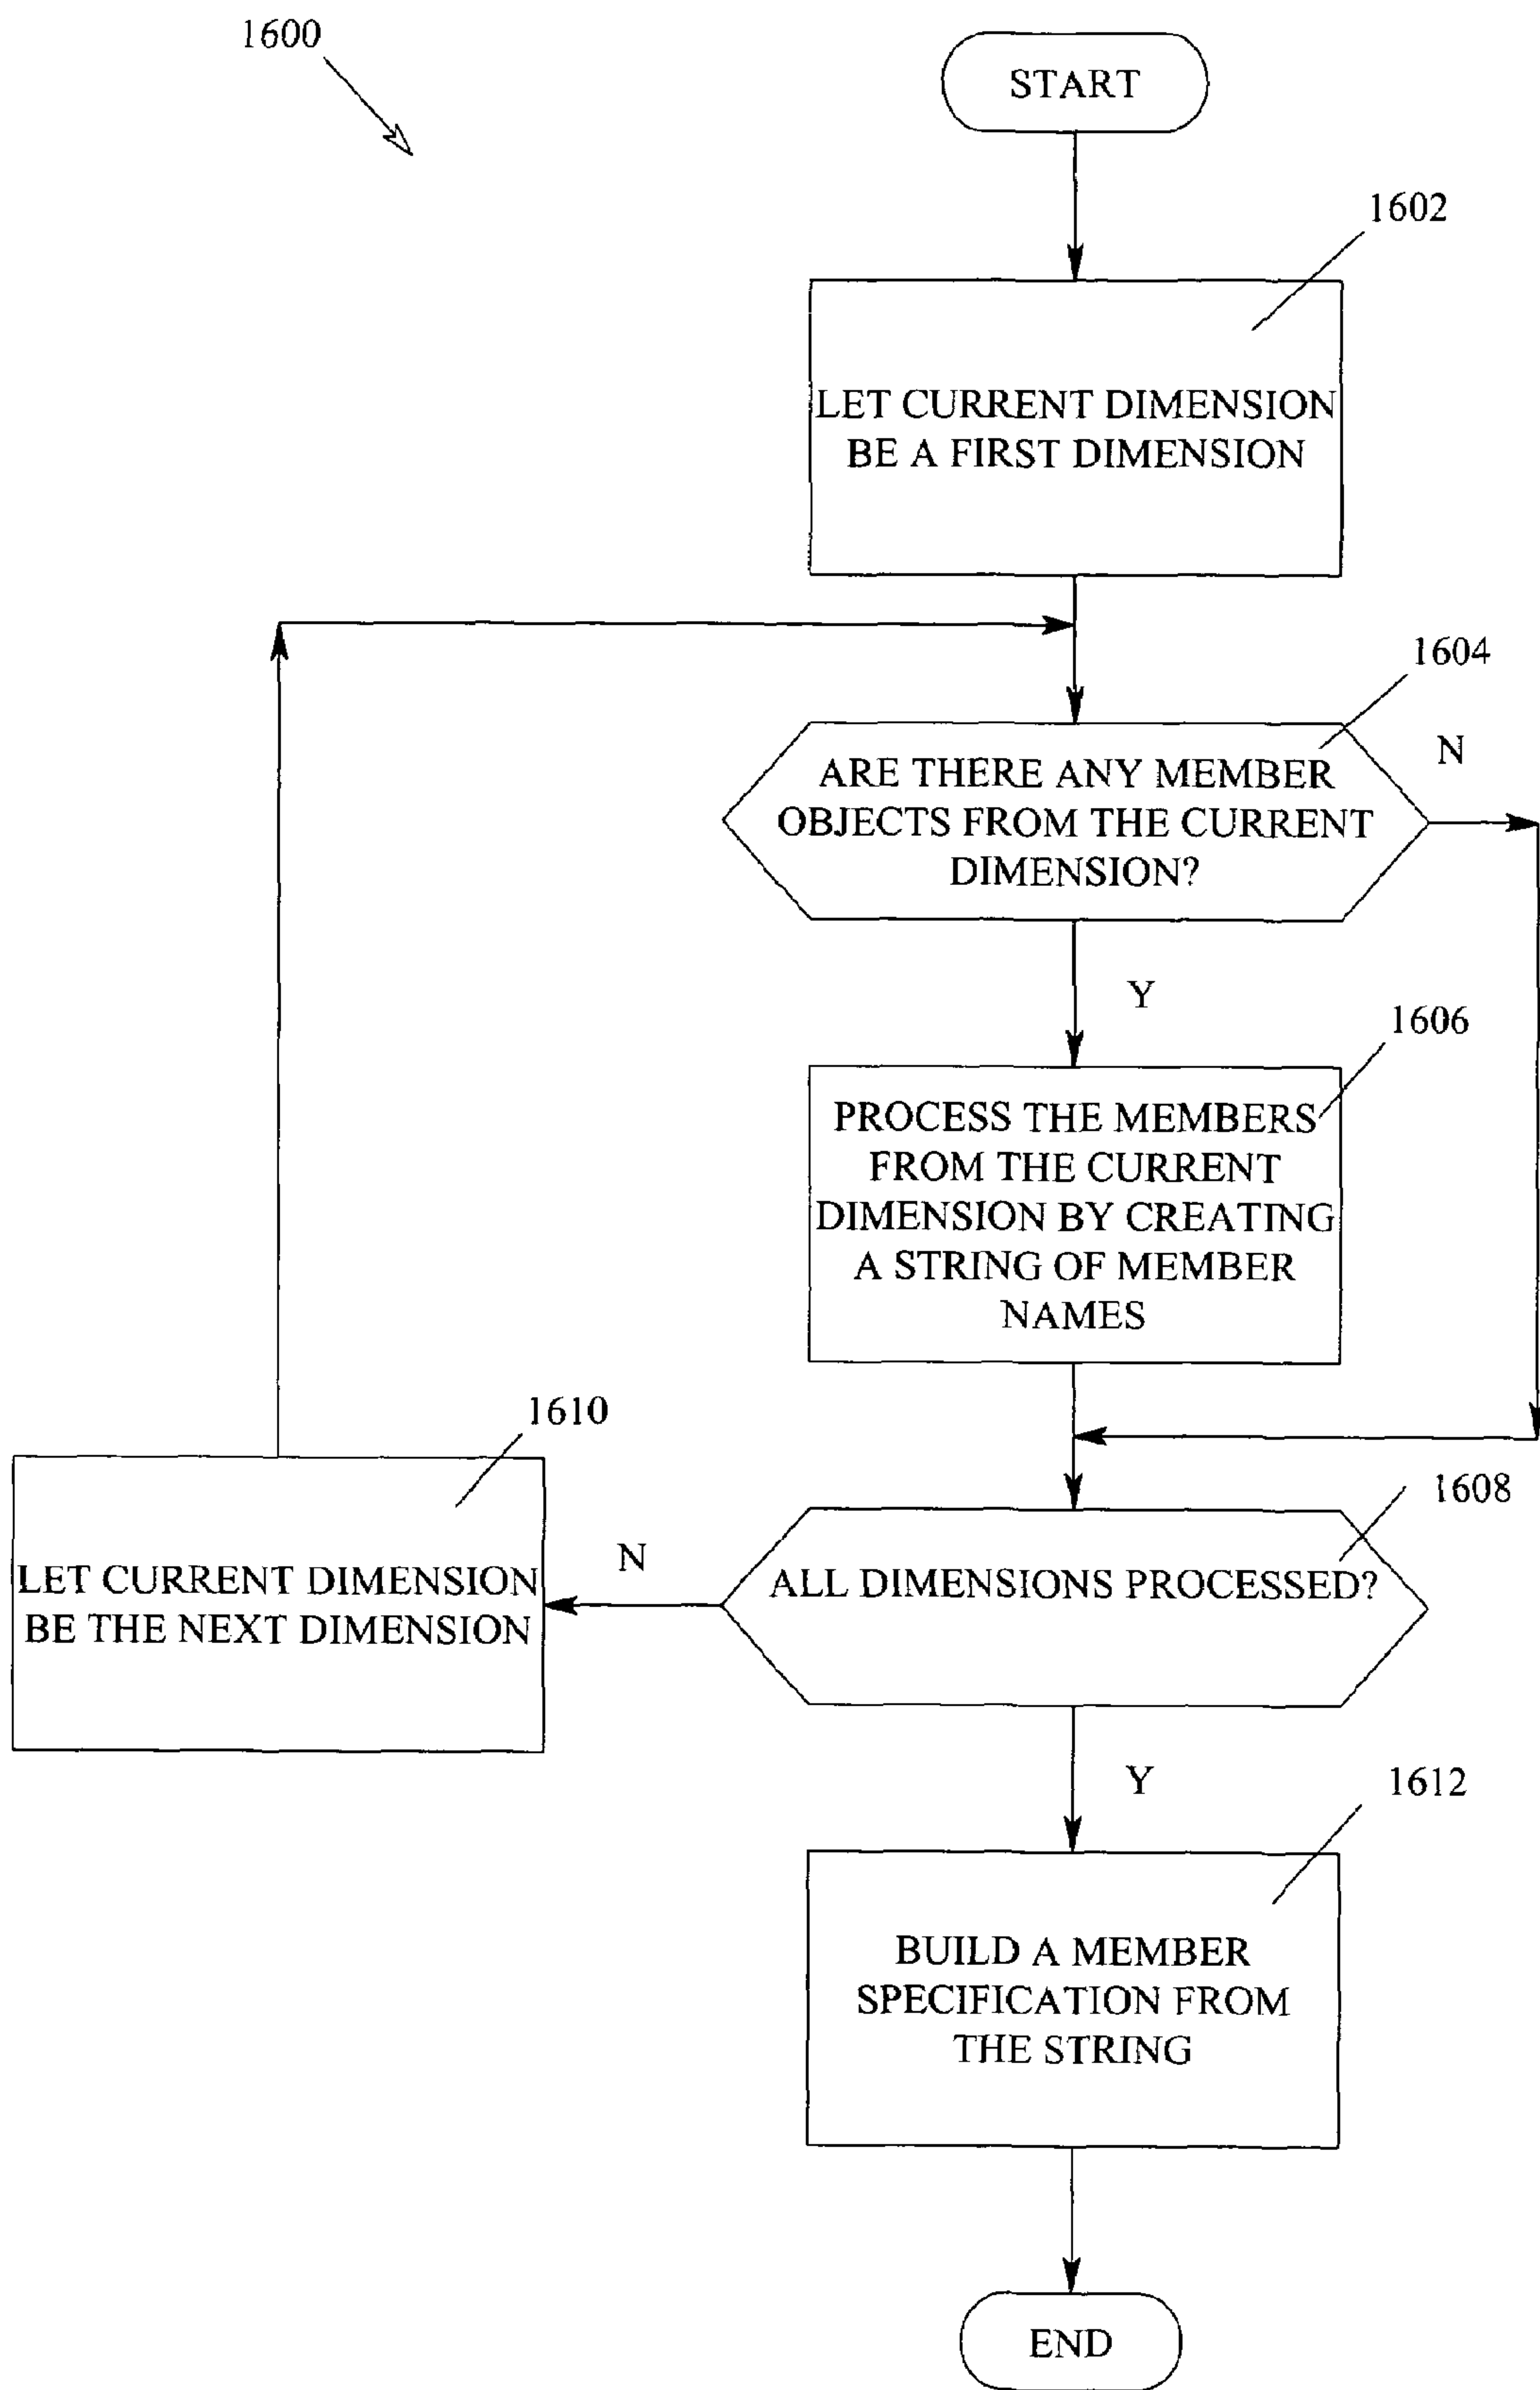 1600
START
1602
LET CURRENT DIMENSION
BE A FIRST DIMENSION
1604
N
ARE THERE ANY MEMBER
OBJECTS FROM THE CURRENT
DIMENSION?
Y
1606
PROCESS THE MEMBERS
FROM THE CURRENT
DIMENSION BY CREATING
A STRING OF MEMBER
NAMES
1610
1608
N
ALL DIMENSIONS PROCESSED?
LET CURRENT DIMENSION
BE THE NEXT DIMENSION
Y
1612
BUILD A MEMBER
SPECIFICATION FROM
THE STRING
END